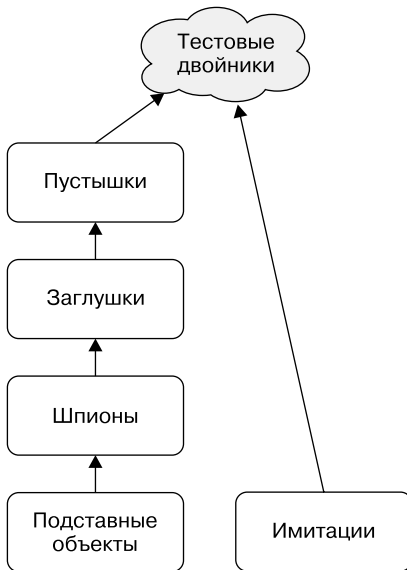 Тестовые
двойники
Пустышки
Заглушки
Шпионы
Подставные
объекты
Имитации